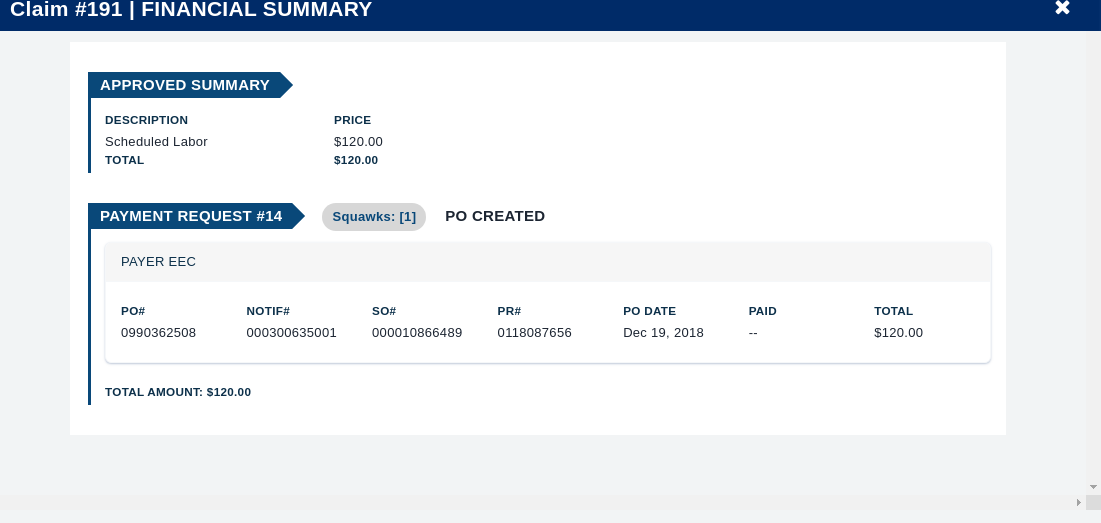 Claim #191 | FINANCIAL SUMMARY
APPROVED SUMMARY
DESCRIPTION PRICE
Scheduled Labor $120.00
TOTAL $120.00
PAYMENT REQUEST #14 Squawks: [1] PO CREATED
PAYER EEC
PO# NOTIF# SO# PR# PO DATE PAID TOTAL
0990362508 000300635001 000010866489 0118087656 Dec 19, 2018 -- $120.00
TOTAL AMOUNT: $120.00